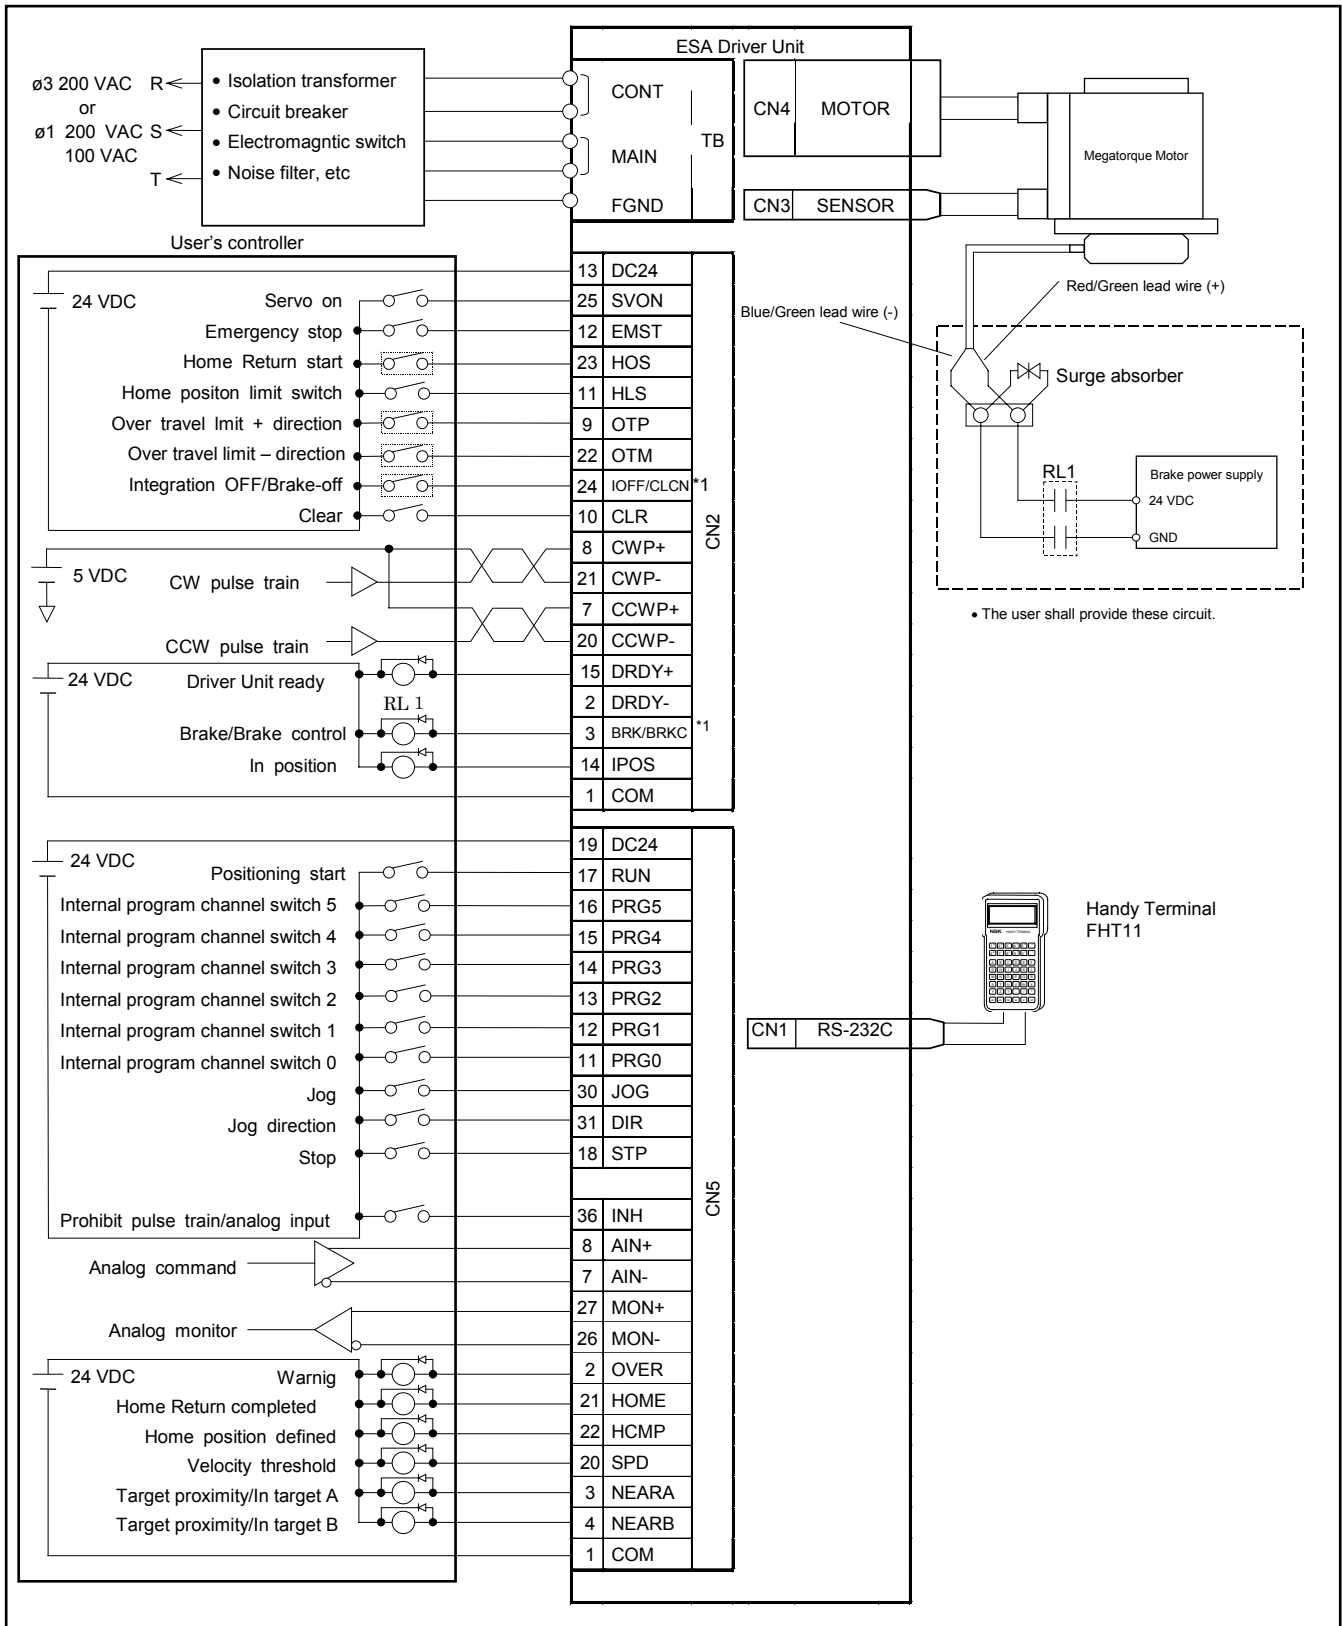 ESA Driver Unit
ø3 200 VAC R
or
ø1 200 VAC S
100 VAC
T
• Isolation transformer
• Circuit breaker
• Electromagntic switch
• Noise filter, etc
CONT
MAIN
FGND
TB
CN4 MOTOR
CN3 SENSOR
Megatorque Motor
Red/Green lead wire (+)
Blue/Green lead wire (-)
Surge absorber
RL1
Brake power supply
24 VDC
GND
• The user shall provide these circuit.
User's controller
13 DC24
24 VDC
Servo on 25 SVON
Emergency stop 12 EMST
Home Return start 23 HOS
Home positon limit switch 11 HLS
Over travel lmit + direction 9 OTP
Over travel limit – direction 22 OTM
Integration OFF/Brake-off 24 IOFF/CLCN *1
Clear 10 CLR
CN2
8 CWP+
5 VDC
CW pulse train 21 CWP-
7 CCWP+
CCW pulse train 20 CCWP-
24 VDC
Driver Unit ready 15 DRDY+
RL 1
2 DRDY-
Brake/Brake control 3 BRK/BRKC *1
In position 14 IPOS
1 COM
19 DC24
24 VDC
Positioning start 17 RUN
Internal program channel switch 5 16 PRG5
Internal program channel switch 4 15 PRG4
Internal program channel switch 3 14 PRG3
Internal program channel switch 2 13 PRG2
Internal program channel switch 1 12 PRG1
Internal program channel switch 0 11 PRG0
Jog 30 JOG
Jog direction 31 DIR
Stop 18 STP
CN5
Prohibit pulse train/analog input 36 INH
8 AIN+
Analog command
7 AIN-
27 MON+
Analog monitor
26 MON-
24 VDC
Warnig 2 OVER
Home Return completed 21 HOME
Home position defined 22 HCMP
Velocity threshold 20 SPD
Target proximity/In target A 3 NEARA
Target proximity/In target B 4 NEARB
1 COM
CN1 RS-232C
NSK HANDY TERMINAL
Handy Terminal
FHT11